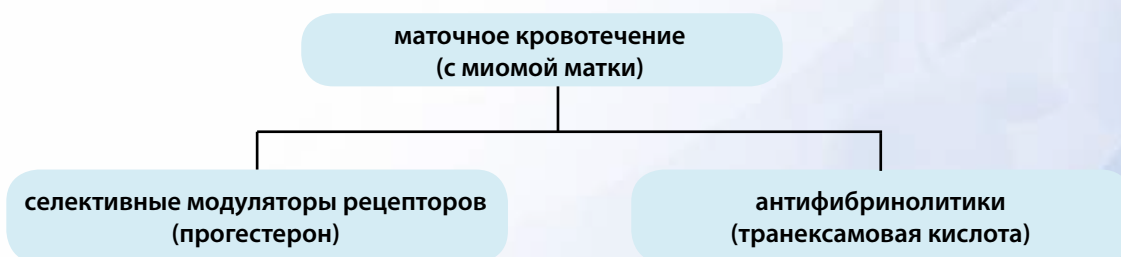 маточное кровотечение
(с миомой матки)
селективные модуляторы рецепторов
(прогестерон)
антифибринолитики
(транексамовая кислота)